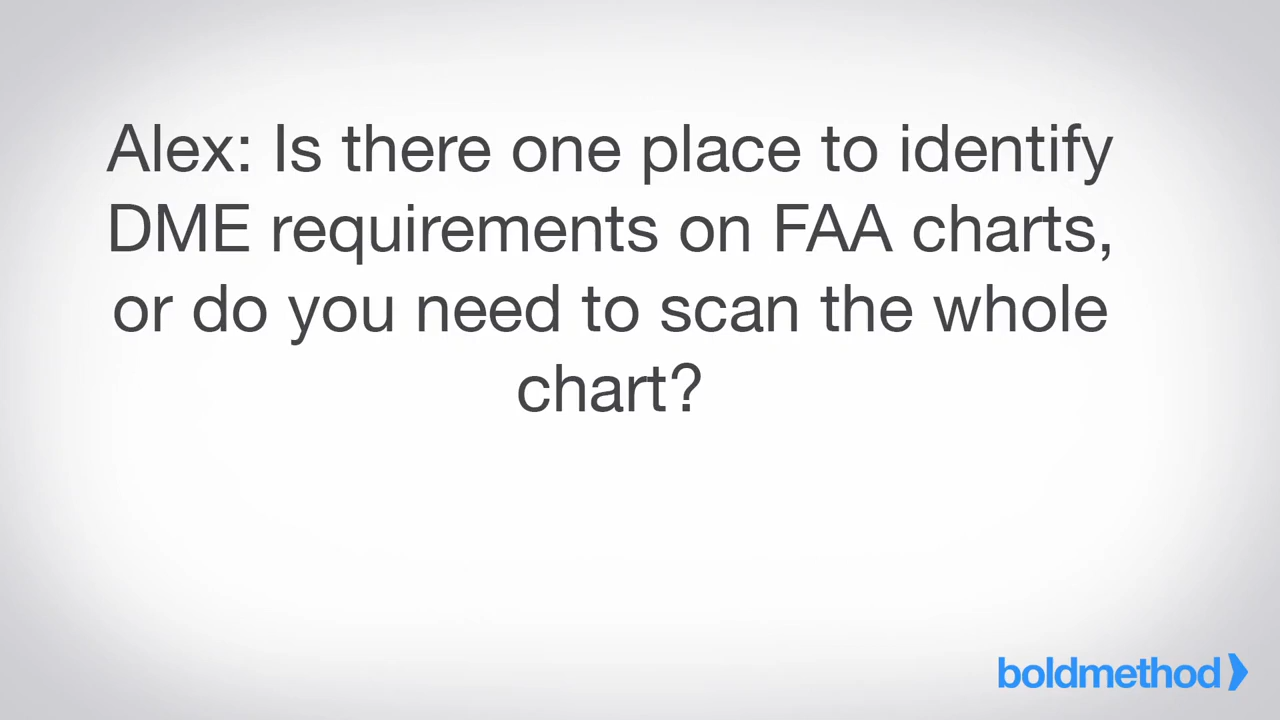 Alex: Is there one place to identify
DME requirements on FAA charts,
or do you need to scan the whole
chart?
boldmethod